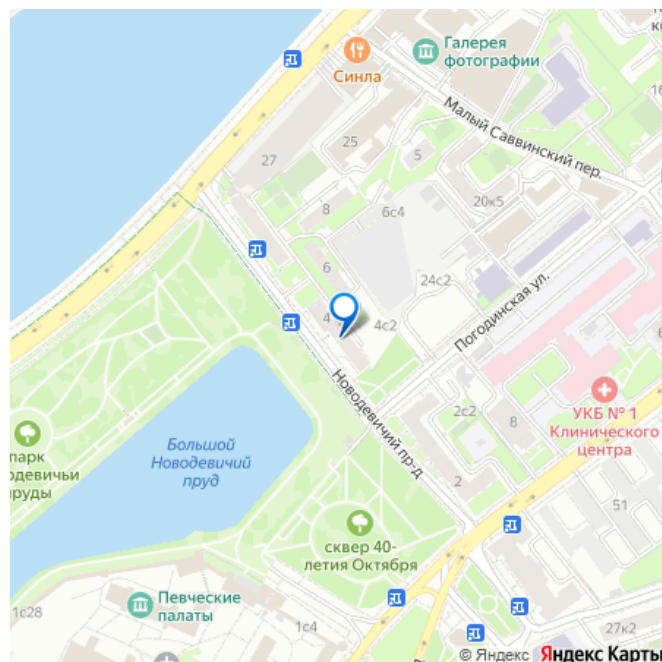 Галерея
фотографии
Синла
Малый Саввинский пер.
16
25
27
5
20к5
8
6с4
6
24с2
4
4с2
Погодинская ул.
Новодевичий пр-д
2с2
8
УКБ № 1
Клинического
центра
Большой
Новодевичий
пруд
парк
2
51
сквер 40-
летия Октября
Певческие
палаты
1с28
1с4
27к2
© Яндекс Яндекс Карты